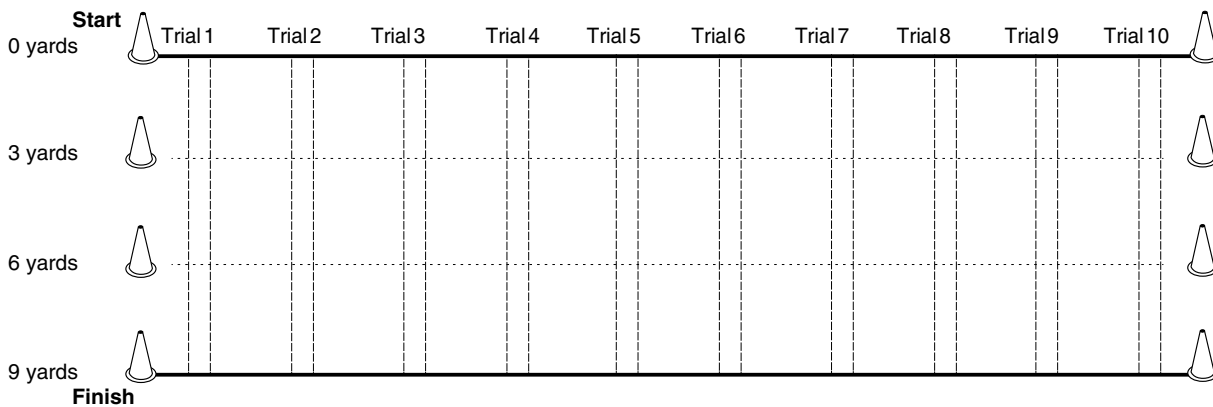 Start
0 yards Trial 1 Trial 2 Trial 3 Trial 4 Trial 5 Trial 6 Trial 7 Trial 8 Trial 9 Trial 10
3 yards
6 yards
9 yards
Finish